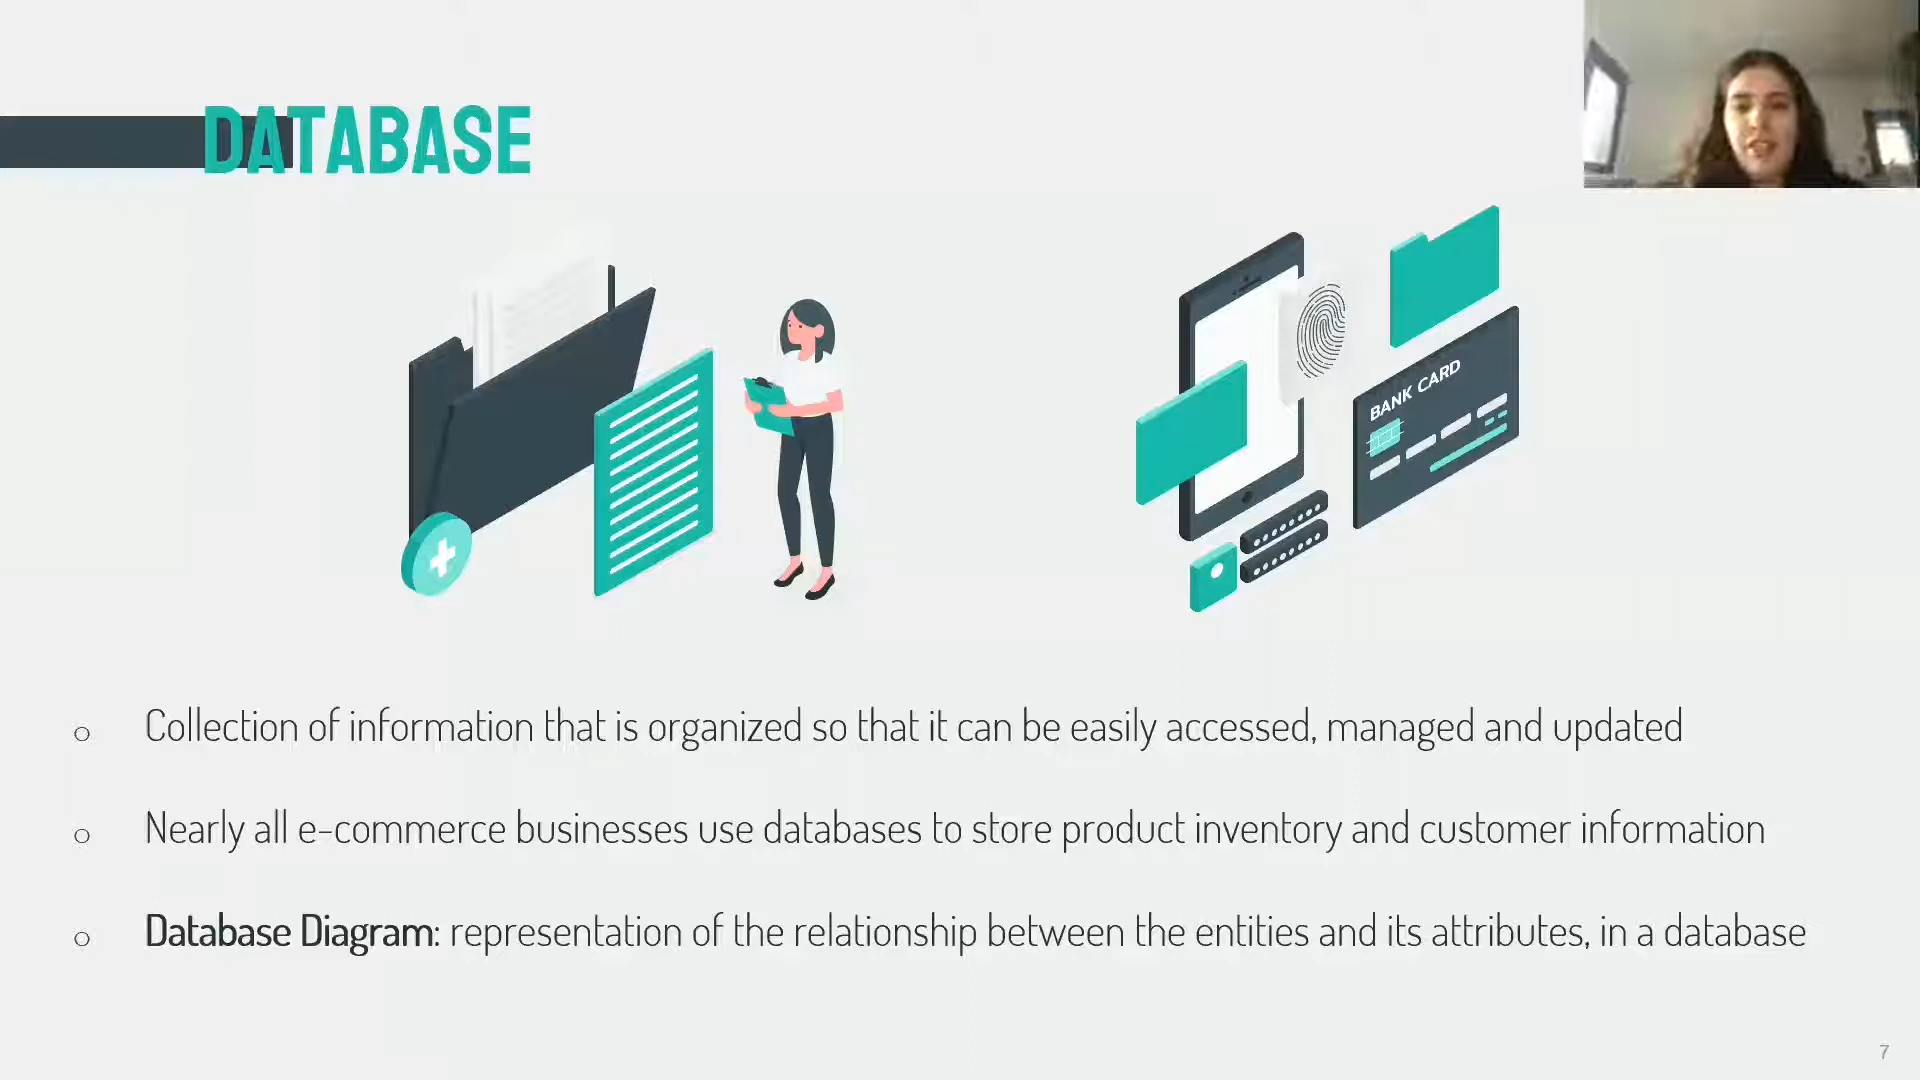 DATABASE
BANK CARD
Collection of information that is organized so that it can be easily accessed, managed and updated
Nearly all e-commerce businesses use databases to store product inventory and customer information
Database Diagram: representation of the relationship between the entities and its attributes, in a database
7